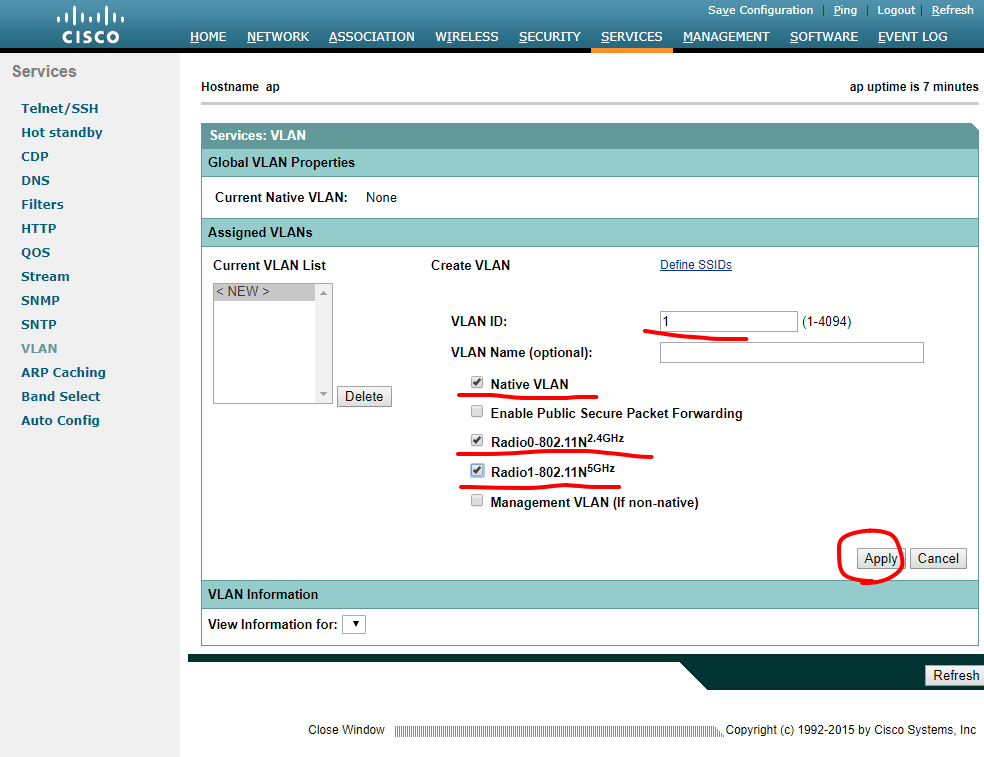 Save Configuration | Ping | Logout | Refresh
CISCO
HOME NETWORK ASSOCIATION WIRELESS SECURITY SERVICES MANAGEMENT SOFTWARE EVENT LOG
Services
Telnet/SSH
Hot standby
CDP
DNS
Filters
HTTP
QOS
Stream
SNMP
SNTP
VLAN
ARP Caching
Band Select
Auto Config
Hostname ap
ap uptime is 7 minutes
Services: VLAN
Global VLAN Properties
Current Native VLAN: None
Assigned VLANs
Current VLAN List
< NEW >
Delete
Create VLAN
Define SSIDs
VLAN ID: 1 (1-4094)
VLAN Name (optional):
Native VLAN
Enable Public Secure Packet Forwarding
Radio0-802.11N2.4GHz
Radio1-802.11N5GHz
Management VLAN (If non-native)
Apply Cancel
VLAN Information
View Information for:
Refresh
Close Window
Copyright (c) 1992-2015 by Cisco Systems, Inc